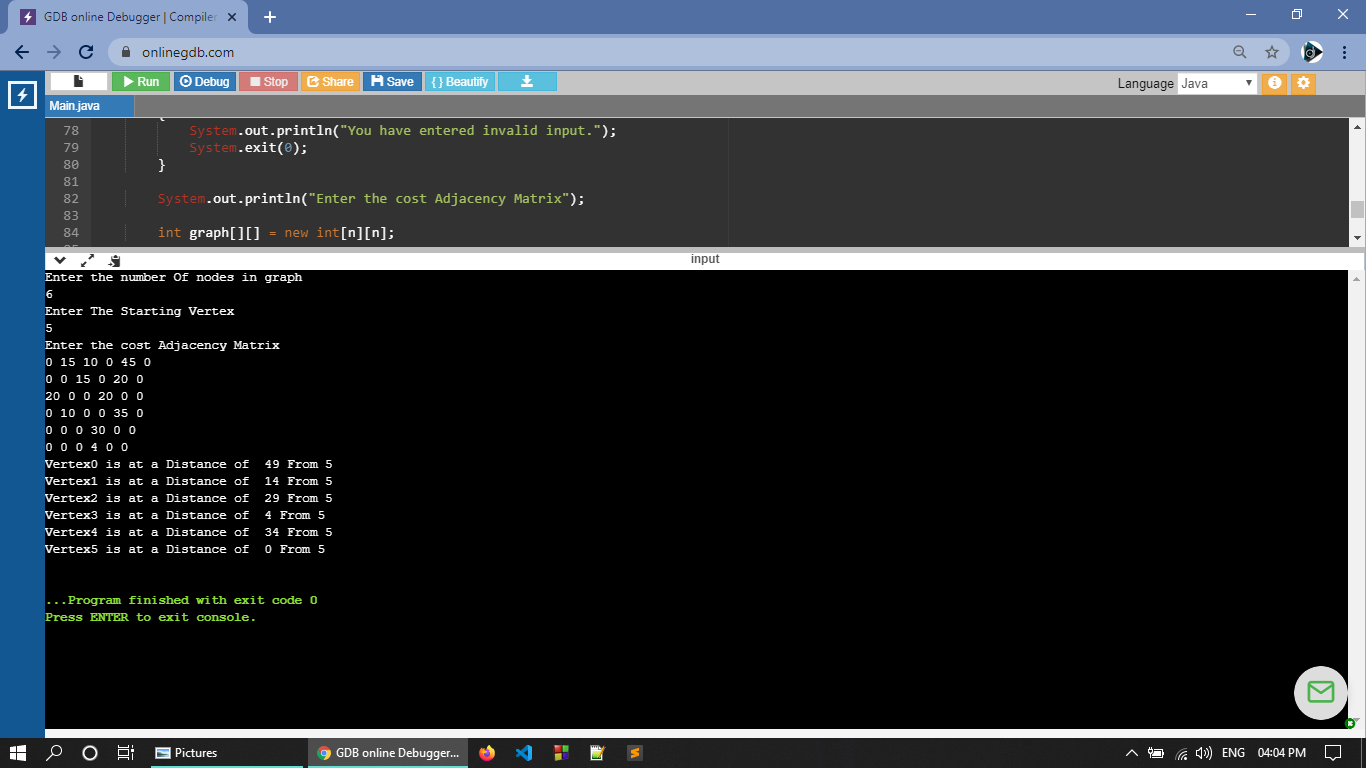 GDB online Debugger | Compiler
onlinegdb.com
Run Debug Stop Share Save { } Beautify
Language Java
Main.java
{
78 System.out.println("You have entered invalid input.");
79 System.exit(0);
80 }
81
82 System.out.println("Enter the cost Adjacency Matrix");
83
84 int graph[][] = new int[n][n];
85
input
Enter the number Of nodes in graph
6
Enter The Starting Vertex
5
Enter the cost Adjacency Matrix
0 15 10 0 45 0
0 0 15 0 20 0
20 0 0 20 0 0
0 10 0 0 35 0
0 0 0 30 0 0
0 0 0 4 0 0
Vertex0 is at a Distance of  49 From 5
Vertex1 is at a Distance of  14 From 5
Vertex2 is at a Distance of  29 From 5
Vertex3 is at a Distance of  4 From 5
Vertex4 is at a Distance of  34 From 5
Vertex5 is at a Distance of  0 From 5
...Program finished with exit code 0
Press ENTER to exit console.
Pictures GDB online Debugger... ENG 04:04 PM